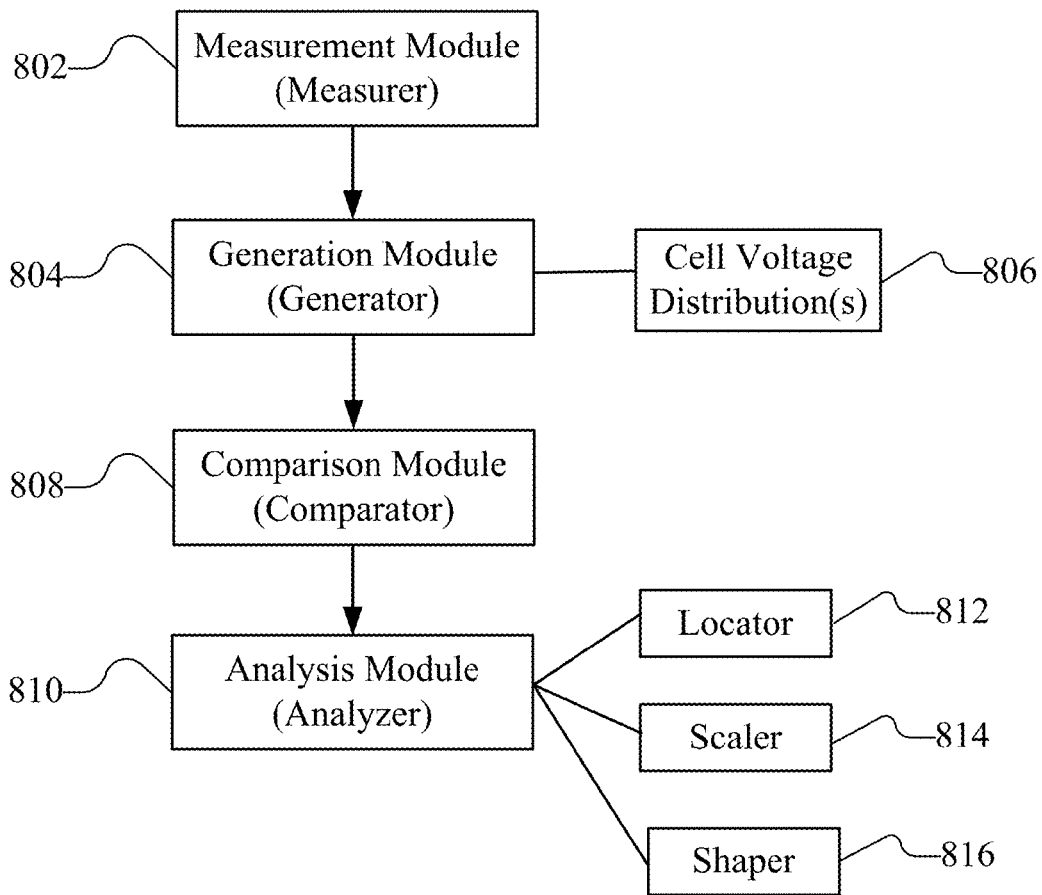 802
Measurement Module
(Measurer)
804
Generation Module
(Generator)
Cell Voltage
Distribution(s)
806
808
Comparison Module
(Comparator)
810
Analysis Module
(Analyzer)
Locator
812
Scaler
814
Shaper
816